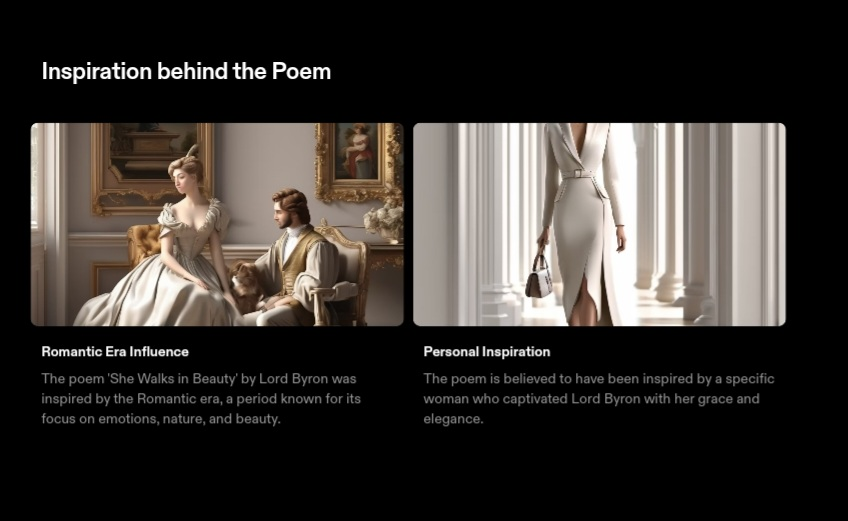 Inspiration behind the Poem
Romantic Era Influence
The poem 'She Walks in Beauty' by Lord Byron was
inspired by the Romantic era, a period known for its
focus on emotions, nature, and beauty.
Personal Inspiration
The poem is believed to have been inspired by a specific
woman who captivated Lord Byron with her grace and
elegance.